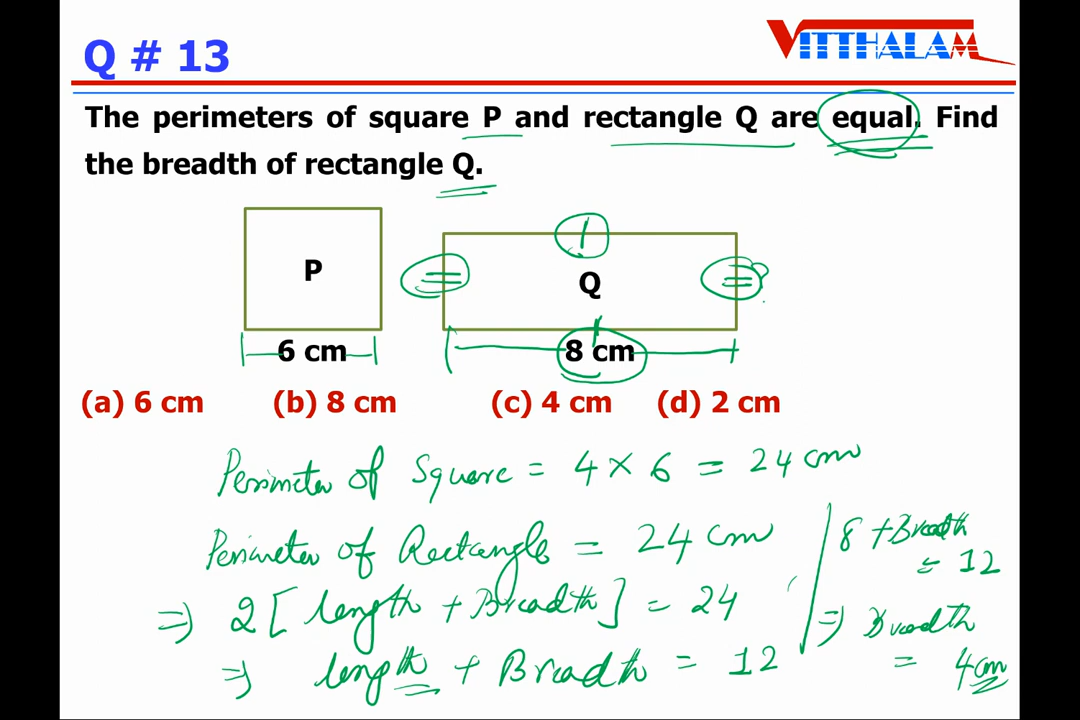 VITTHALAM
Q # 13
The perimeters of square P and rectangle Q are equal. Find
the breadth of rectangle Q.
P
Q
?
6 cm
8 cm
(a) 6 cm (b) 8 cm (c) 4 cm (d) 2 cm
Perimeter of Square = 4 × 6 = 24 cm
Perimeter of Rectangle = 24 cm
⇒ 2 [ length + Breadth ] = 24
⇒ length + Breadth = 12
8 + Breadth
= 12
⇒ Breadth
= 4 cm